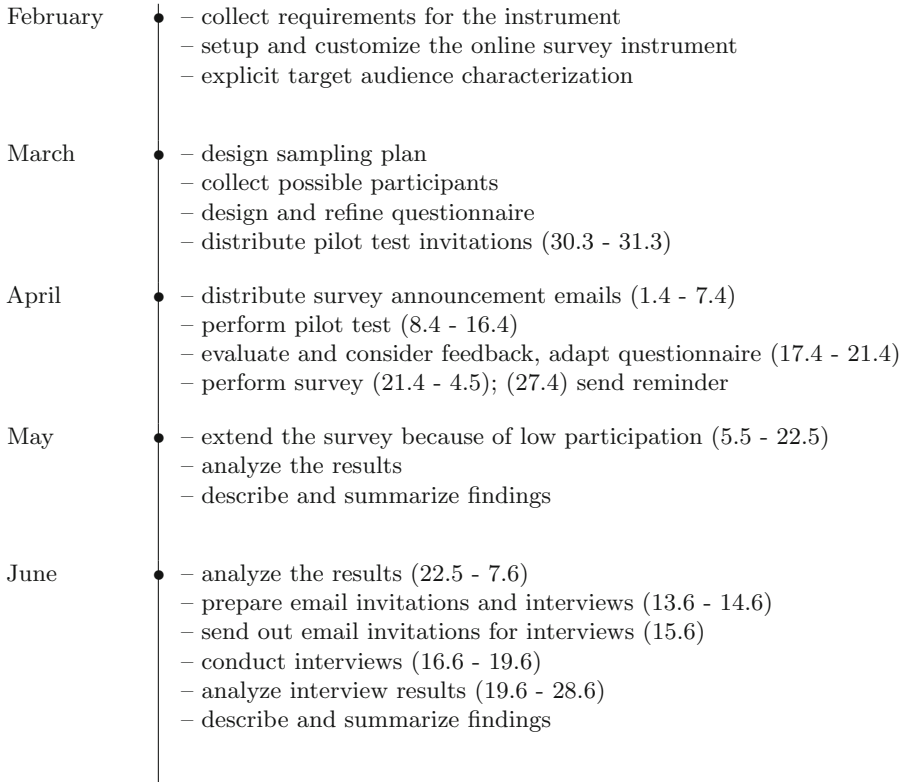 February – collect requirements for the instrument
– setup and customize the online survey instrument
– explicit target audience characterization
March – design sampling plan
– collect possible participants
– design and refine questionnaire
– distribute pilot test invitations (30.3 - 31.3)
April – distribute survey announcement emails (1.4 - 7.4)
– perform pilot test (8.4 - 16.4)
– evaluate and consider feedback, adapt questionnaire (17.4 - 21.4)
– perform survey (21.4 - 4.5); (27.4) send reminder
May – extend the survey because of low participation (5.5 - 22.5)
– analyze the results
– describe and summarize findings
June – analyze the results (22.5 - 7.6)
– prepare email invitations and interviews (13.6 - 14.6)
– send out email invitations for interviews (15.6)
– conduct interviews (16.6 - 19.6)
– analyze interview results (19.6 - 28.6)
– describe and summarize findings